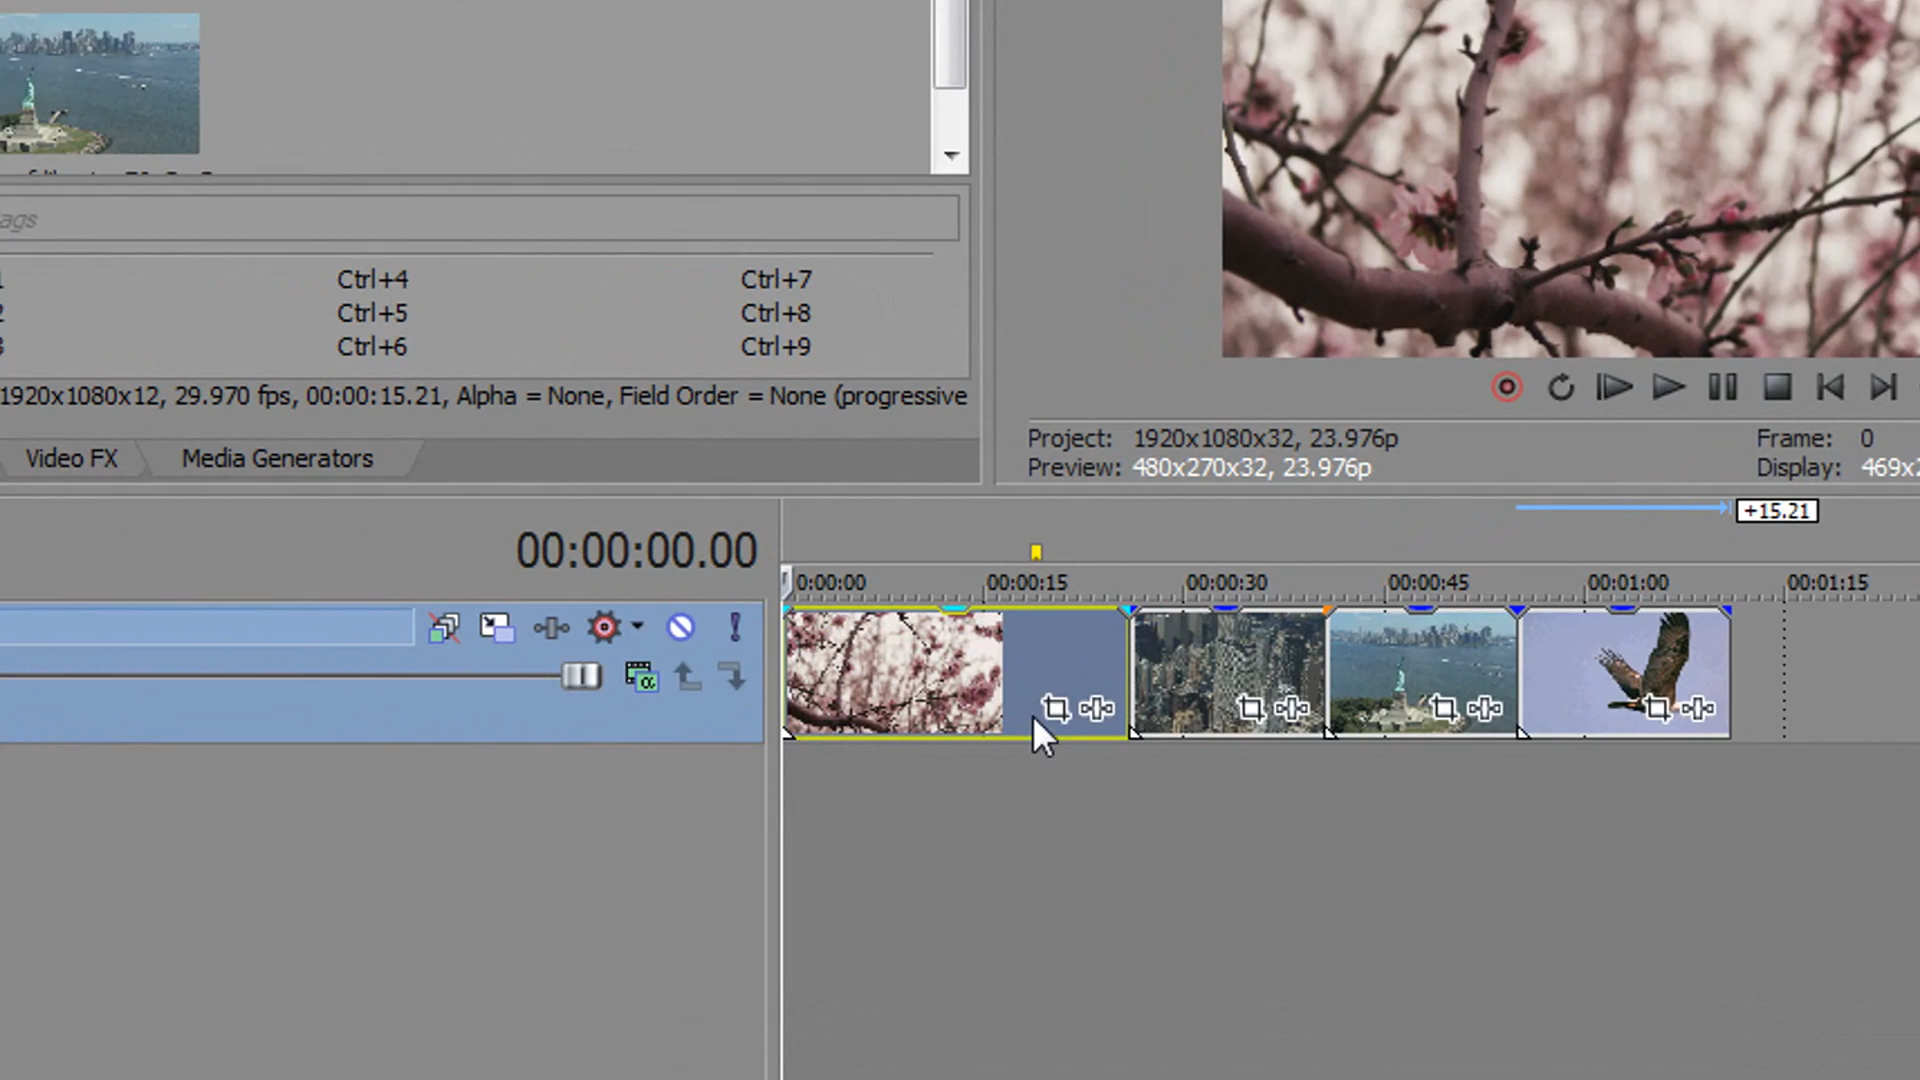 ags
Ctrl+4
Ctrl+7
Ctrl+5
Ctrl+8
Ctrl+6
Ctrl+9
1920x1080x12, 29.970 fps, 00:00:15.21, Alpha = None, Field Order = None (progressive
Video FX
Media Generators
Project: 1920x1080x32, 23.976p
Frame: 0
Preview: 480x270x32, 23.976p
Display: 469x2
+15.21
00:00:00.00
0:00:00
00:00:15
00:00:30
00:00:45
00:01:00
00:01:15